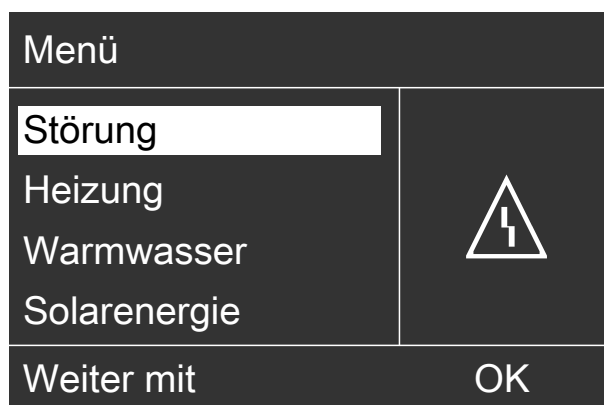 Menü
Störung
Heizung
Warmwasser
Solarenergie
Weiter mit OK